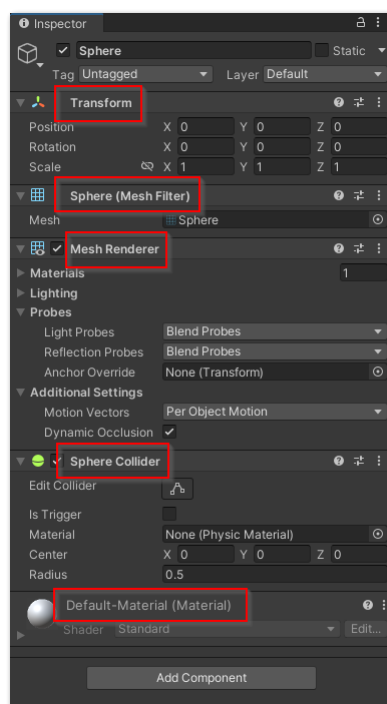 Inspector
Sphere Static
Tag Untagged Layer Default
Transform
Position X 0 Y 0 Z 0
Rotation X 0 Y 0 Z 0
Scale X 1 Y 1 Z 1
Sphere (Mesh Filter)
Mesh Sphere
Mesh Renderer
Materials 1
Lighting
Probes
Light Probes Blend Probes
Reflection Probes Blend Probes
Anchor Override None (Transform)
Additional Settings
Motion Vectors Per Object Motion
Dynamic Occlusion
Sphere Collider
Edit Collider
Is Trigger
Material None (Physic Material)
Center X 0 Y 0 Z 0
Radius 0.5
Default-Material (Material)
Shader Standard Edit...
Add Component